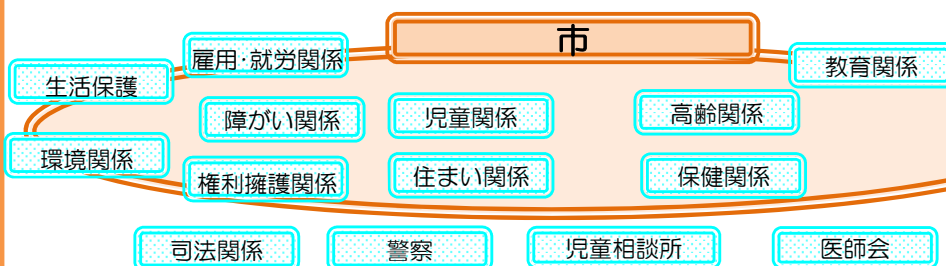 市
雇用･就労関係
教育関係
生活保護
障がい関係
児童関係
高齢関係
環境関係
権利擁護関係
住まい関係
保健関係
司法関係
警察
児童相談所
医師会